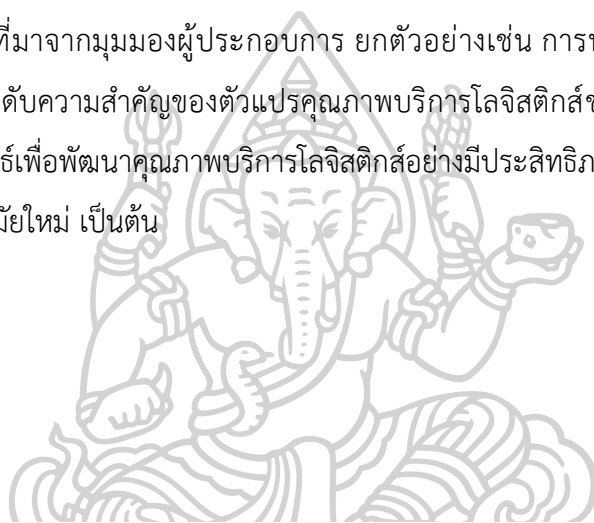 ที่มาจากมุมมองผู้ประกอบการ ยกตัวอย่างเช่น
ดับความสำคัญของตัวแปรคุณภาพบริการโลจิสติกส์
ธ์เพื่อพัฒนาคุณภาพบริการโลจิสติกส์อย่างมีประสิทธิภ
มัยใหม่ เป็นต้น